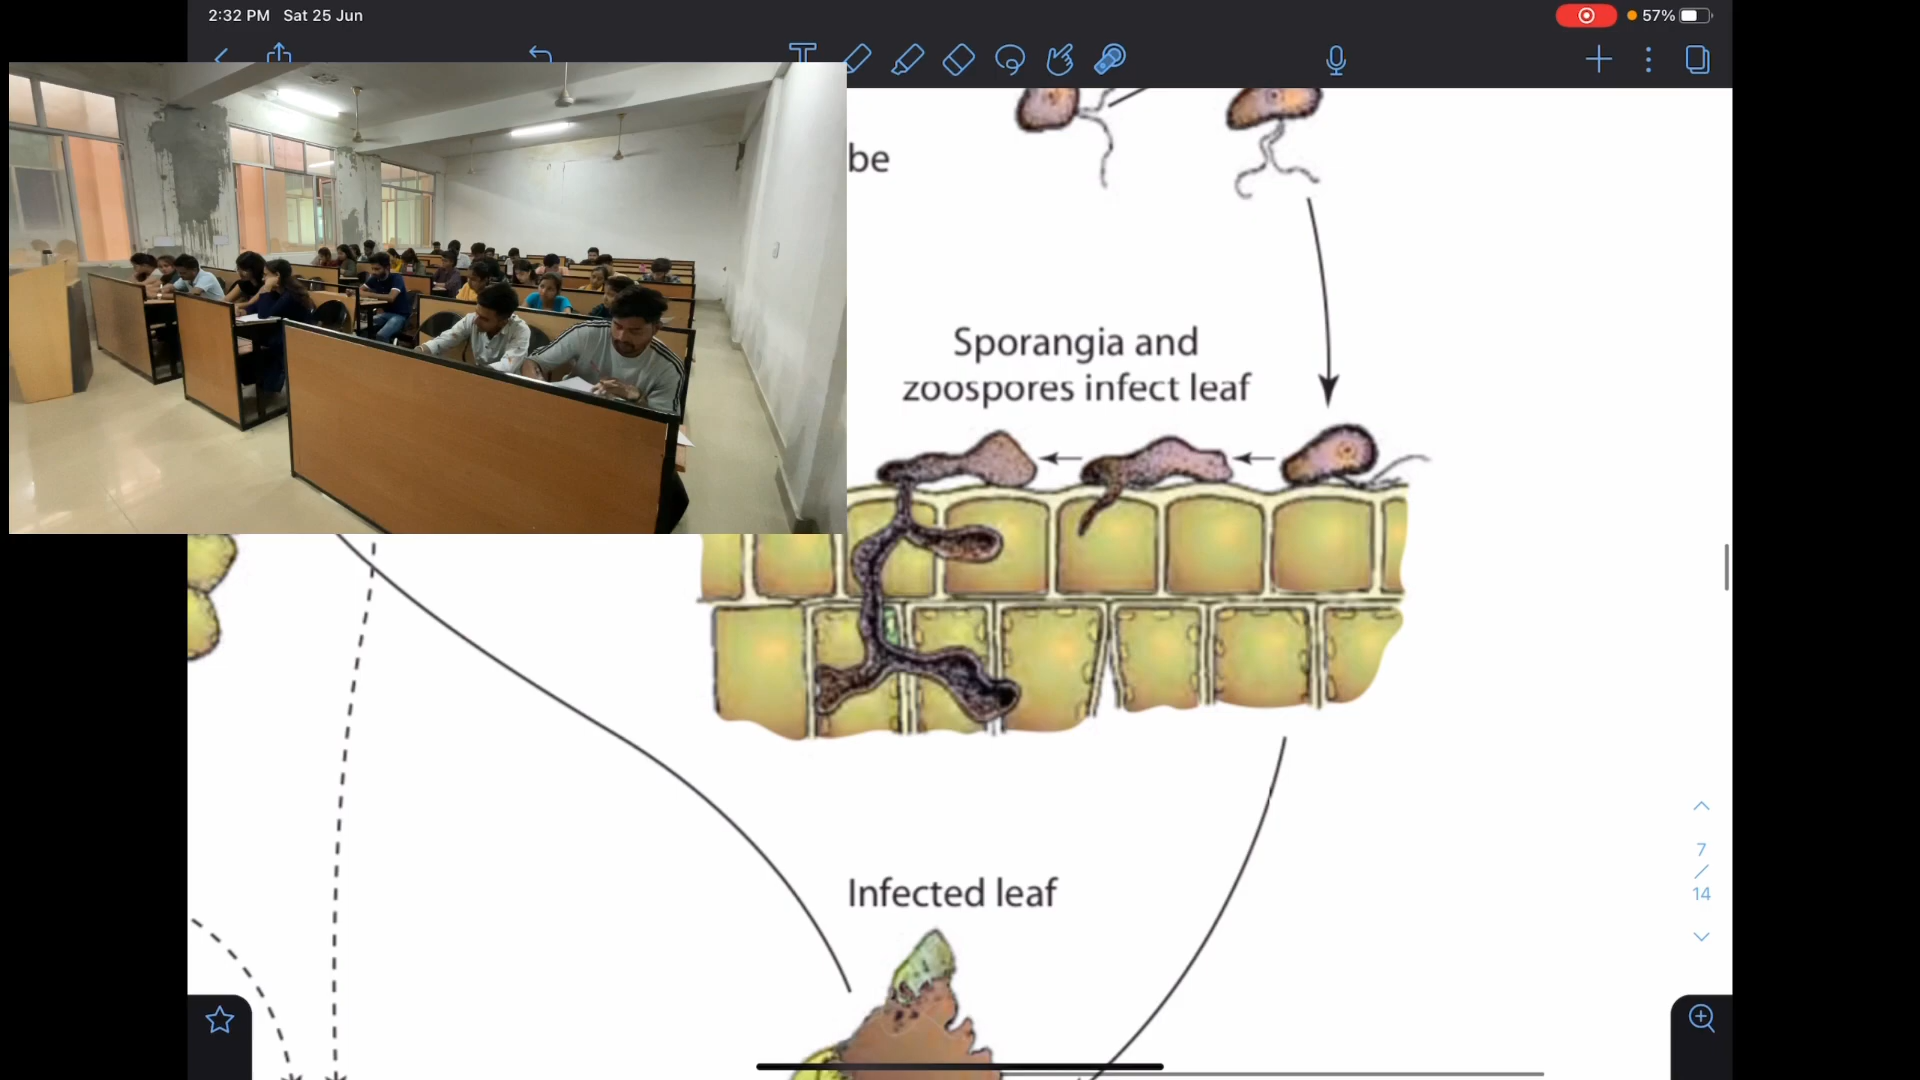 2:32 PM Sat 25 Jun
57%
be
Sporangia and
zoospores infect leaf
Infected leaf
7
/
14